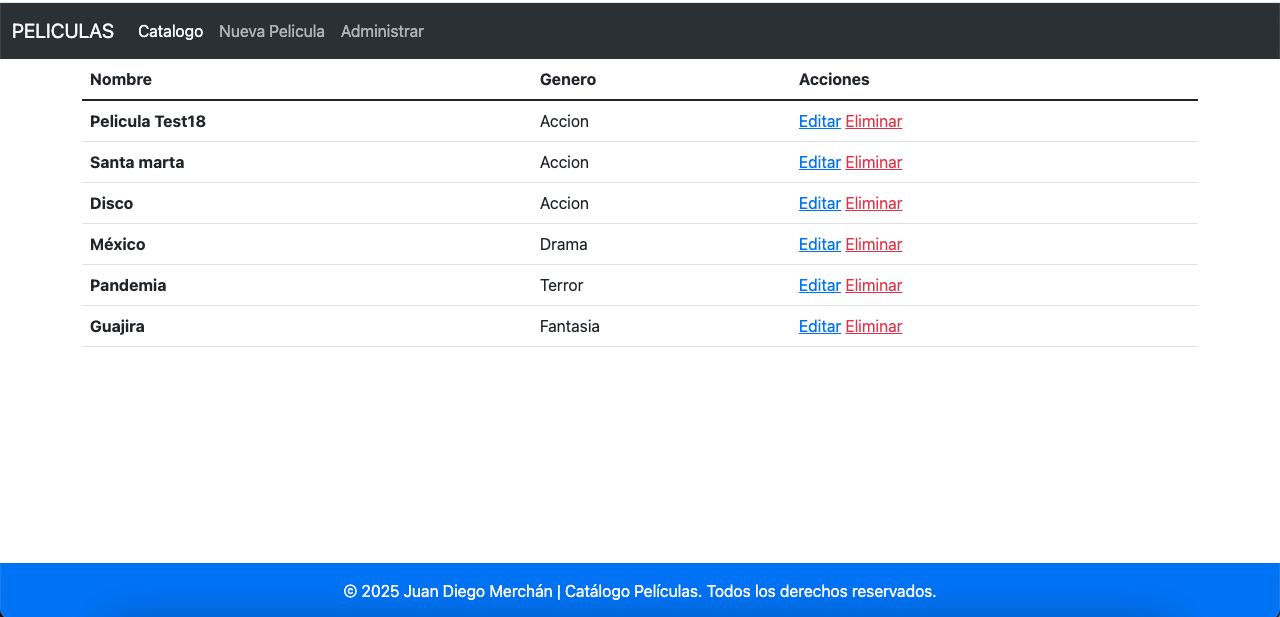 PELICULAS Catalogo Nueva Pelicula Administrar
Nombre Genero Acciones
Pelicula Test18 Accion Editar Eliminar
Santa marta Accion Editar Eliminar
Disco Accion Editar Eliminar
México Drama Editar Eliminar
Pandemia Terror Editar Eliminar
Guajira Fantasia Editar Eliminar
© 2025 Juan Diego Merchán | Catálogo Películas. Todos los derechos reservados.